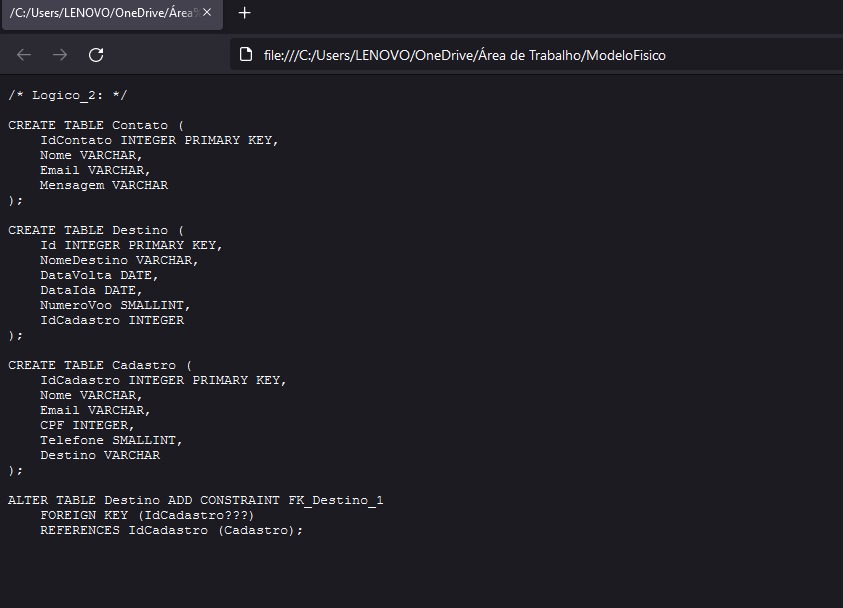 /C:/Users/LENOVO/OneDrive/Área
file:///C:/Users/LENOVO/OneDrive/Área de Trabalho/ModeloFisico
/* Logico_2: */
CREATE TABLE Contato (
    IdContato INTEGER PRIMARY KEY,
    Nome VARCHAR,
    Email VARCHAR,
    Mensagem VARCHAR
);
CREATE TABLE Destino (
    Id INTEGER PRIMARY KEY,
    NomeDestino VARCHAR,
    DataVolta DATE,
    DataIda DATE,
    NumeroVoo SMALLINT,
    IdCadastro INTEGER
);
CREATE TABLE Cadastro (
    IdCadastro INTEGER PRIMARY KEY,
    Nome VARCHAR,
    Email VARCHAR,
    CPF INTEGER,
    Telefone SMALLINT,
    Destino VARCHAR
);
ALTER TABLE Destino ADD CONSTRAINT FK_Destino_1
    FOREIGN KEY (IdCadastro???)
    REFERENCES IdCadastro (Cadastro);